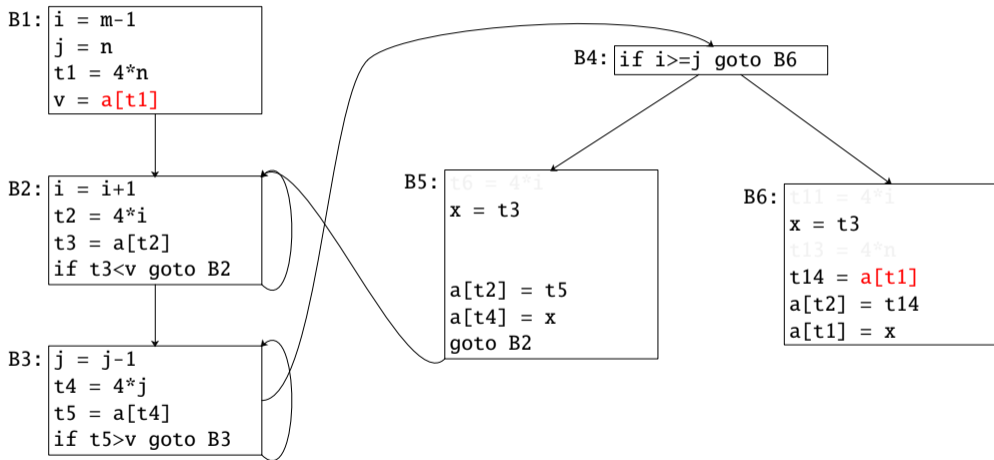 B1:
i = m-1
j = n
t1 = 4*n
v = a[t1]
B2:
i = i+1
t2 = 4*i
t3 = a[t2]
if t3<v goto B2
B3:
j = j-1
t4 = 4*j
t5 = a[t4]
if t5>v goto B3
B4:
if i>=j goto B6
B5:
t6 = 4*i
x = t3
a[t2] = t5
a[t4] = x
goto B2
B6:
t11 = 4*i
x = t3
t13 = 4*n
t14 = a[t1]
a[t2] = t14
a[t1] = x